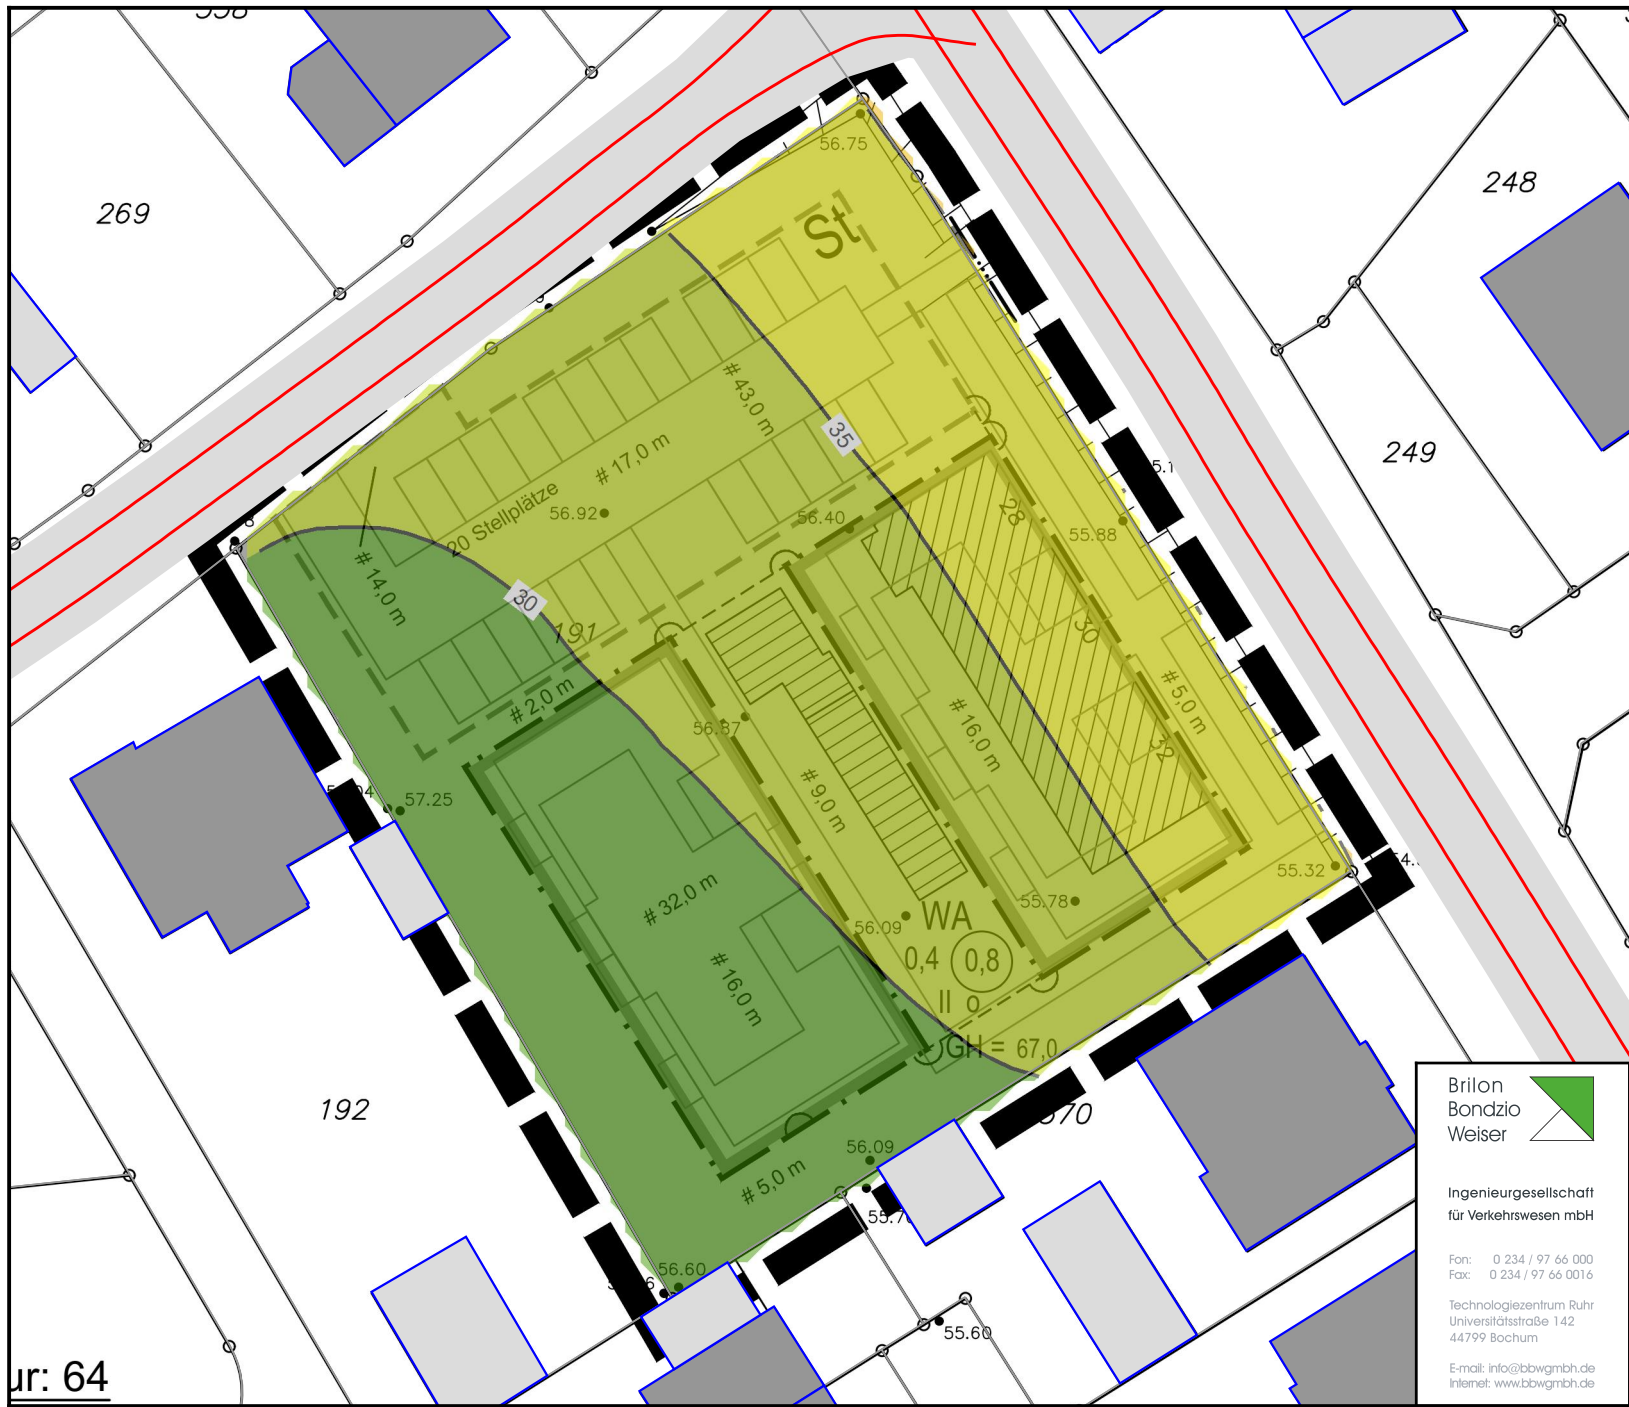 269
248
249
56.75
St
# 43,0 m
35
# 17,0 m
20 Stellplätze
56.92
56.40
28
55.88
# 14,0 m
30
191
30
# 2,0 m
56.87
# 5,0 m
# 16,0 m
32
57.25
# 9,0 m
# 32,0 m
55.32
55.78
WA
56.09
0,4
0,8
# 16,0 m
II o
GH = 67,0
192
56.09
# 5,0 m
56.60
55.60
ur: 64
Brilon
Bondzio
Weiser
Ingenieurgesellschaft
für Verkehrswesen mbH
Fon: 0 234 / 97 66 000
Fax: 0 234 / 97 66 0016
Technologiezentrum Ruhr
Universitätsstraße 142
44799 Bochum
E-mail: info@bbwgmbh.de
Internet: www.bbwgmbh.de